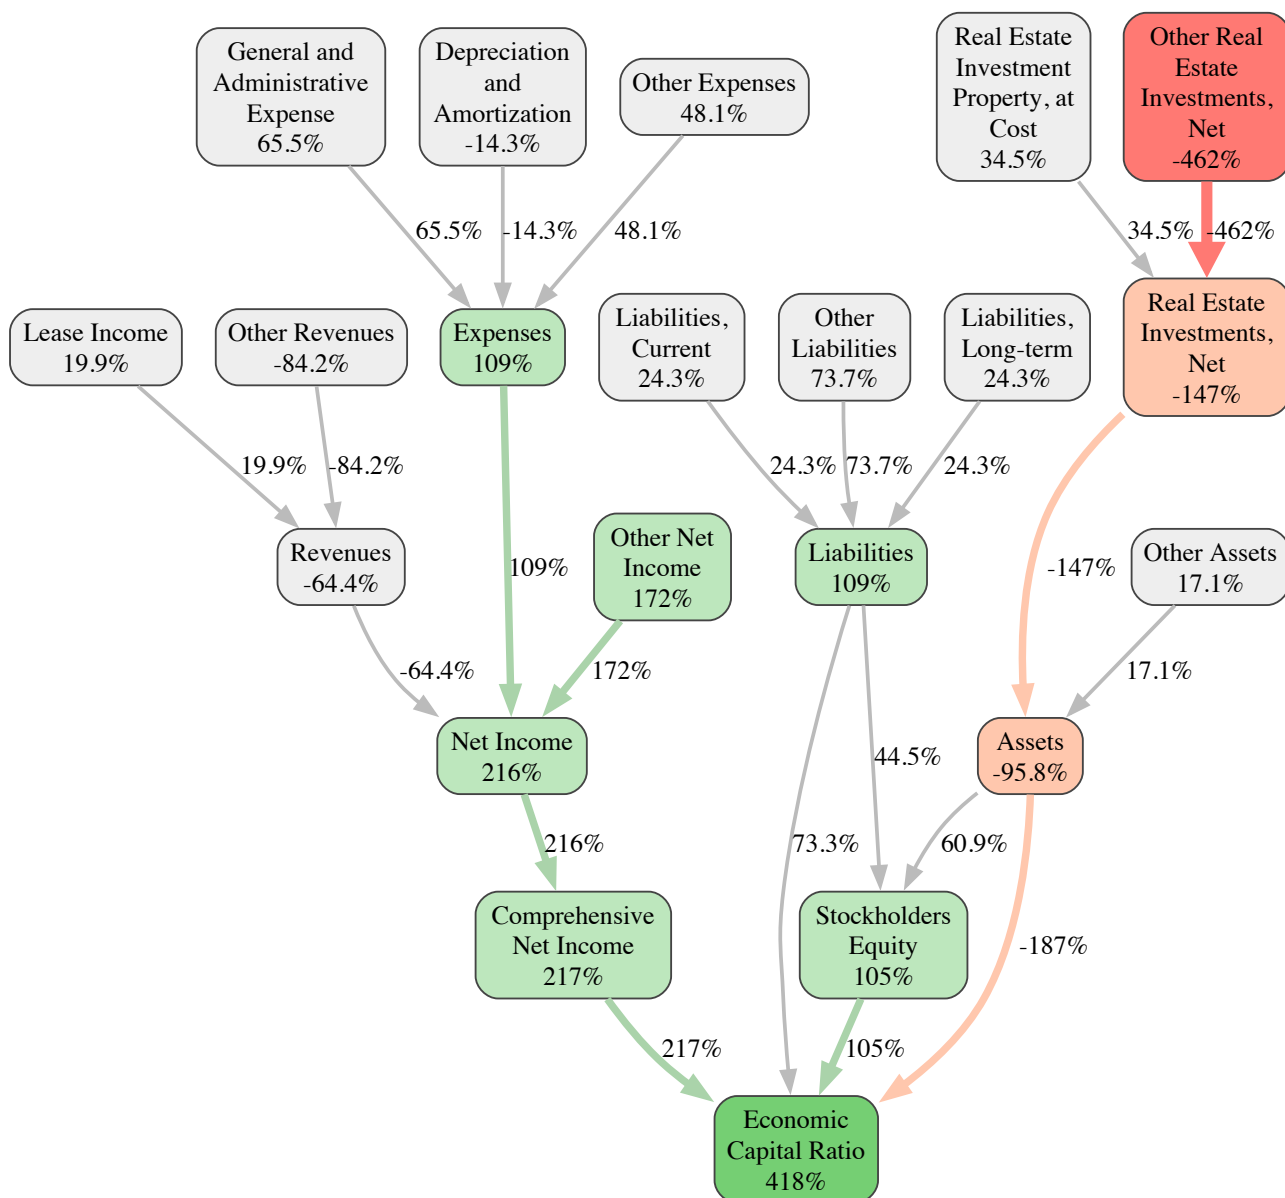 General and
Administrative
Expense
65.5%
Depreciation
and
Amortization
-14.3%
Other Expenses
48.1%
Real Estate
Investment
Property, at
Cost
34.5%
Other Real
Estate
Investments,
Net
-462%
65.5%
-14.3%
48.1%
34.5%
-462%
Lease Income
19.9%
Other Revenues
-84.2%
Expenses
109%
Liabilities,
Current
24.3%
Other
Liabilities
73.7%
Liabilities,
Long-term
24.3%
Real Estate
Investments,
Net
-147%
19.9%
-84.2%
24.3%
73.7%
24.3%
Revenues
-64.4%
109%
Other Net
Income
172%
Liabilities
109%
-147%
Other Assets
17.1%
-64.4%
172%
17.1%
Net Income
216%
44.5%
Assets
-95.8%
216%
73.3%
60.9%
Comprehensive
Net Income
217%
Stockholders
Equity
105%
-187%
217%
105%
Economic
Capital Ratio
418%